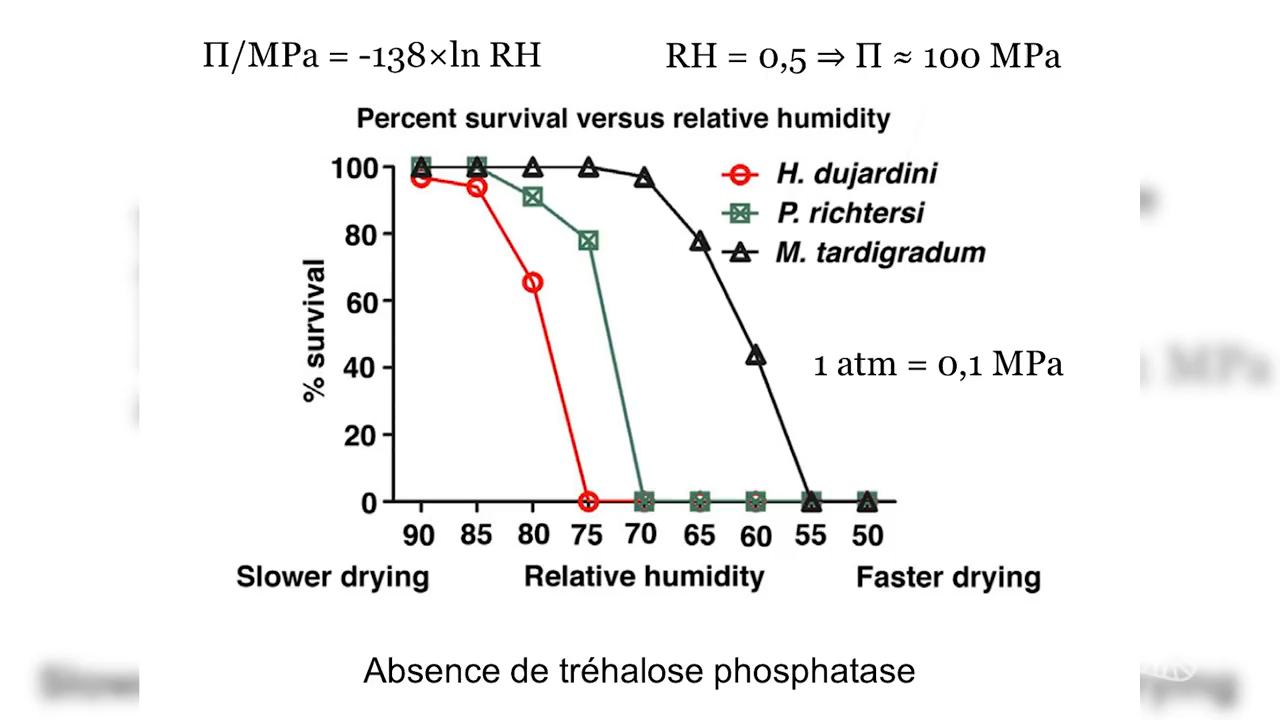 Π/MPa = -138×ln RH
RH = 0,5 ⇒ Π ≈ 100 MPa
Percent survival versus relative humidity
H. dujardini
P. richtersi
M. tardigradum
1 atm = 0,1 MPa
% survival
100
80
60
40
20
0
90 85 80 75 70 65 60 55 50
Slower drying Relative humidity Faster drying
Absence de tréhalose phosphatase